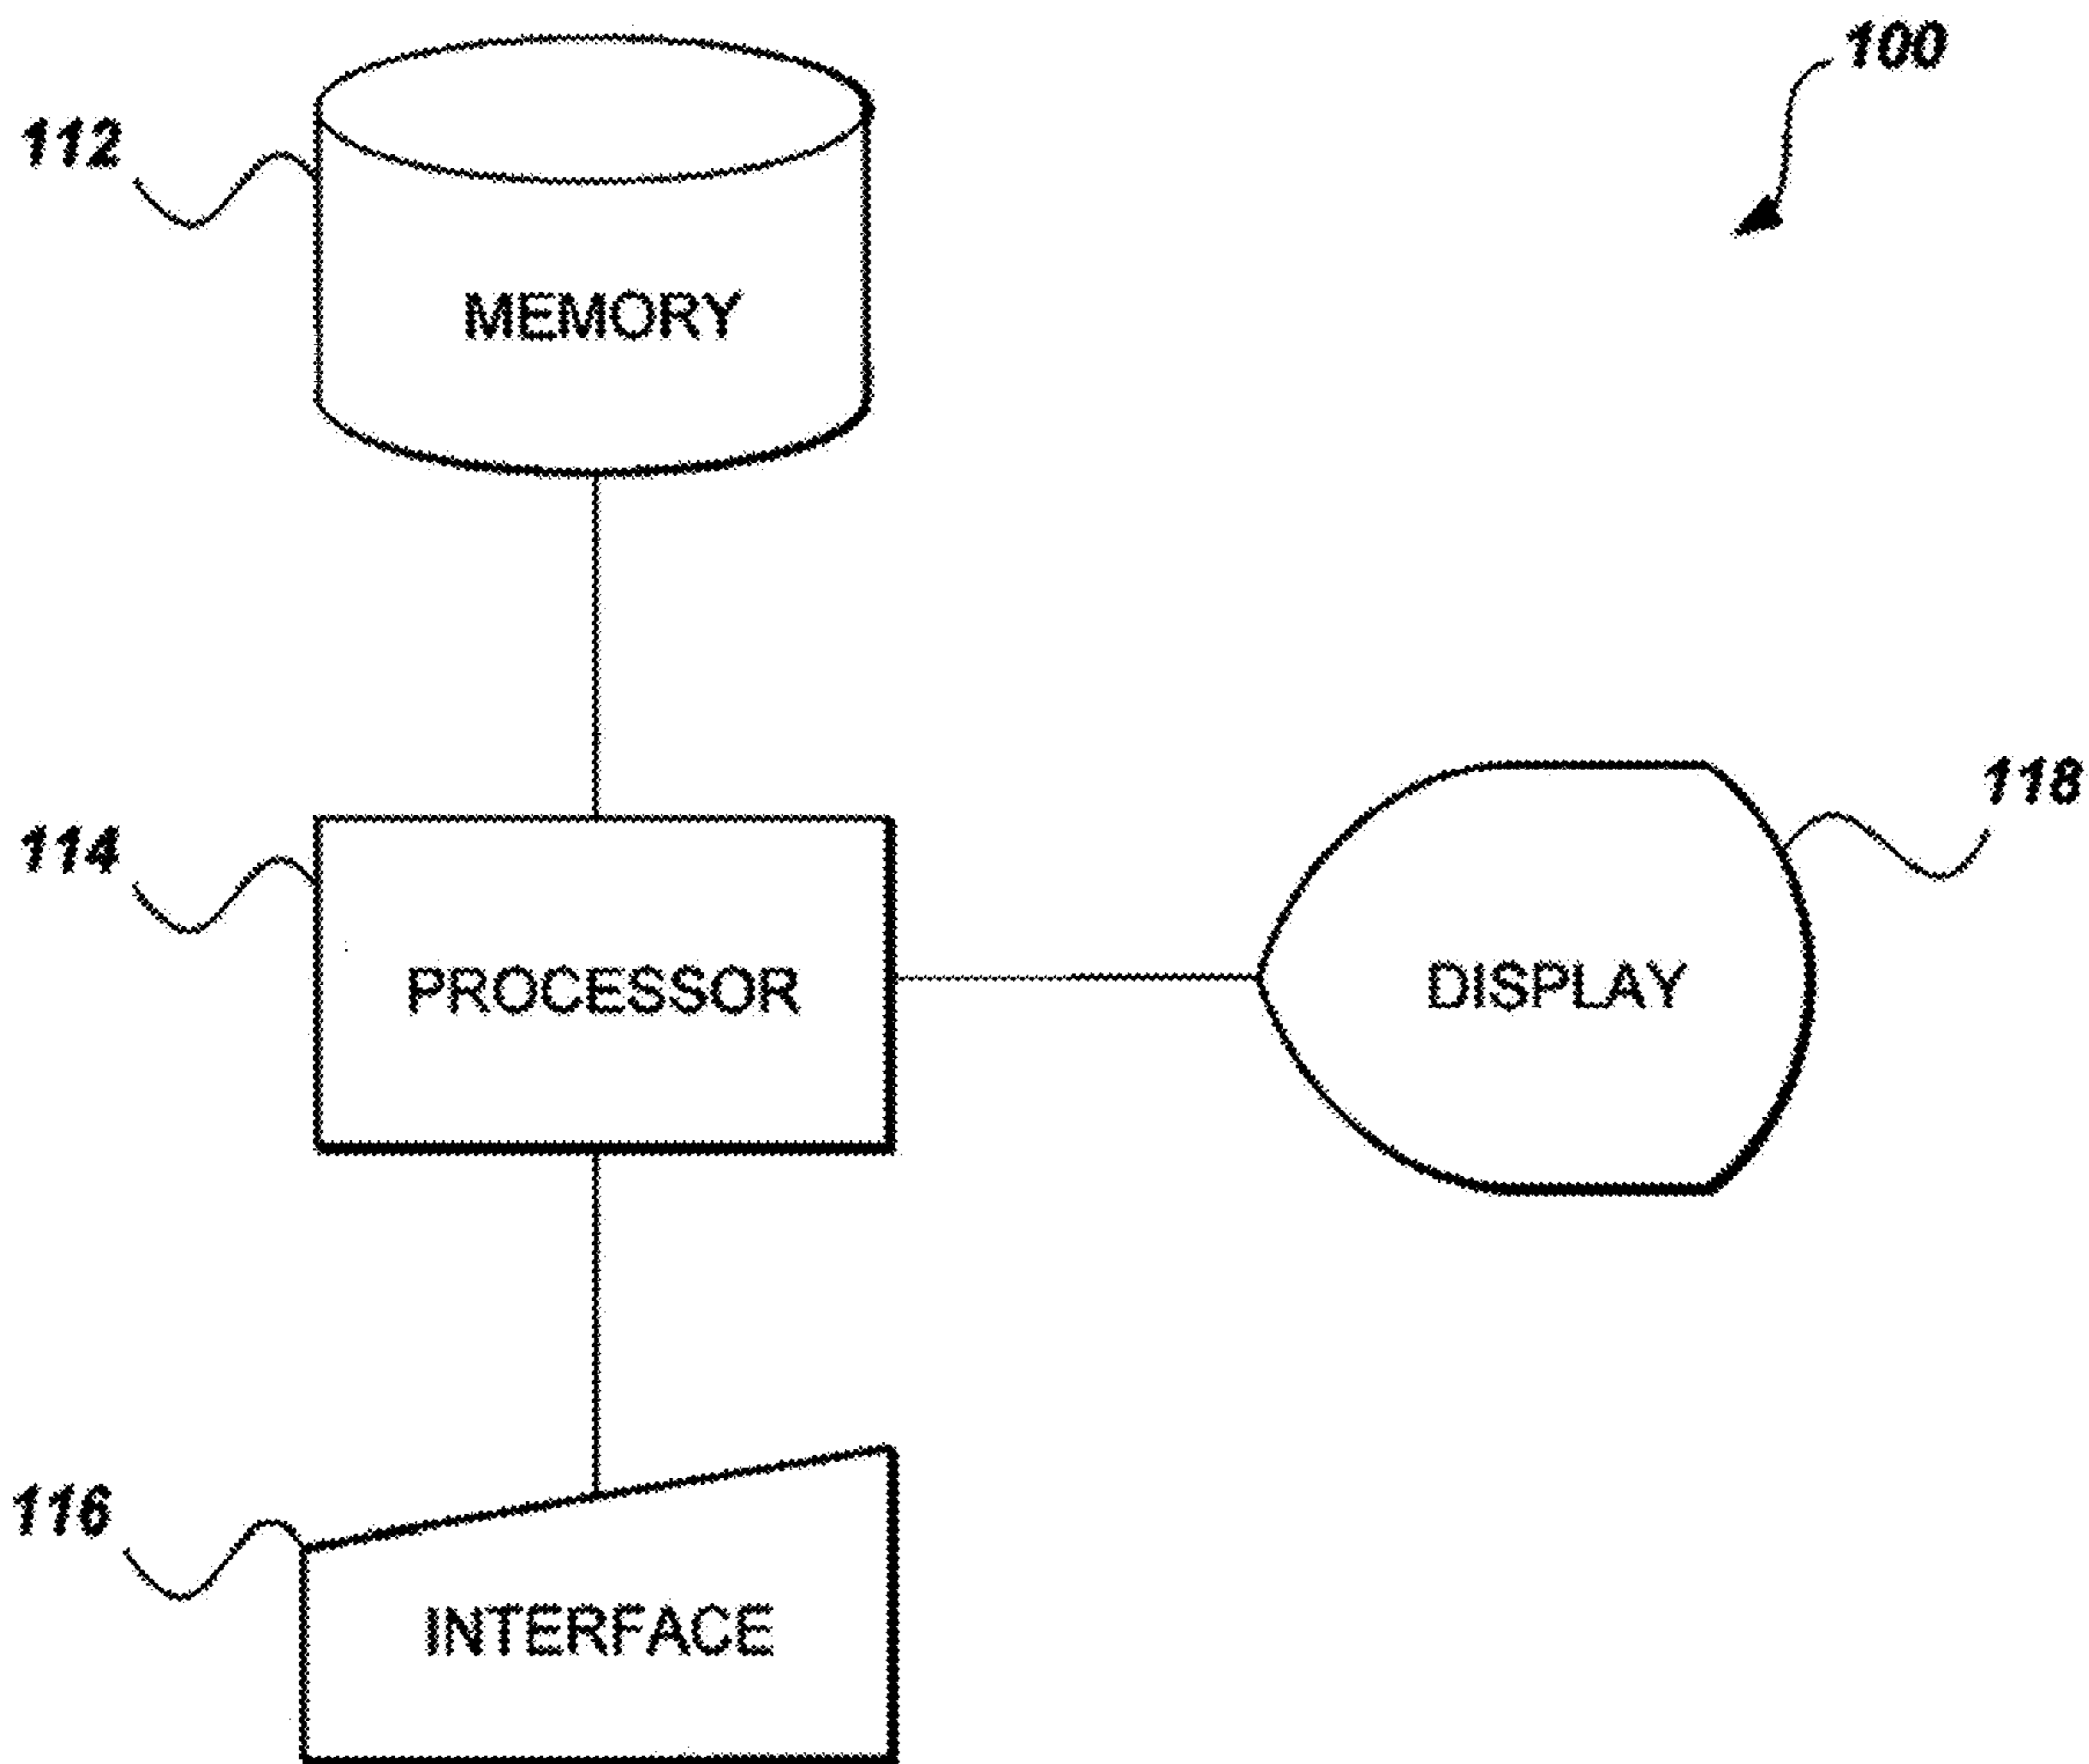 100
112
MEMORY
118
114
PROCESSOR
DISPLAY
116
INTERFACE